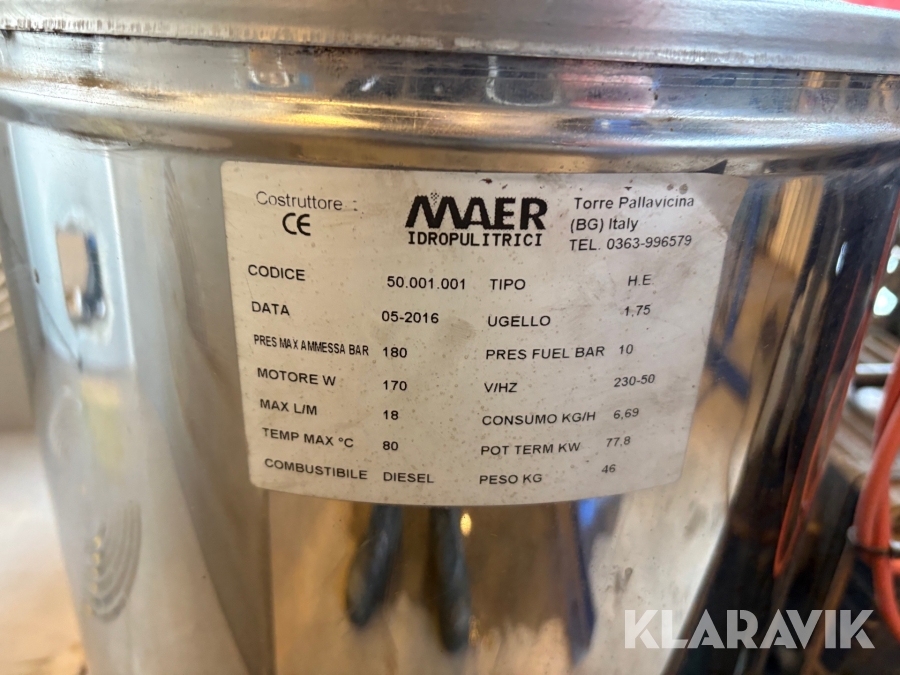 Costruttore :
CE
MAER
IDROPULITRICI
Torre Pallavicina
(BG) Italy
TEL. 0363-996579
CODICE 50.001.001 TIPO H.E.
DATA 05-2016 UGELLO 1,75
PRES MAX AMMESSA BAR 180 PRES FUEL BAR 10
MOTORE W 170 V/HZ 230-50
MAX L/M 18 CONSUMO KG/H 6,69
TEMP MAX °C 80 POT TERM KW 77,8
COMBUSTIBILE DIESEL PESO KG 46
KLARAVIK